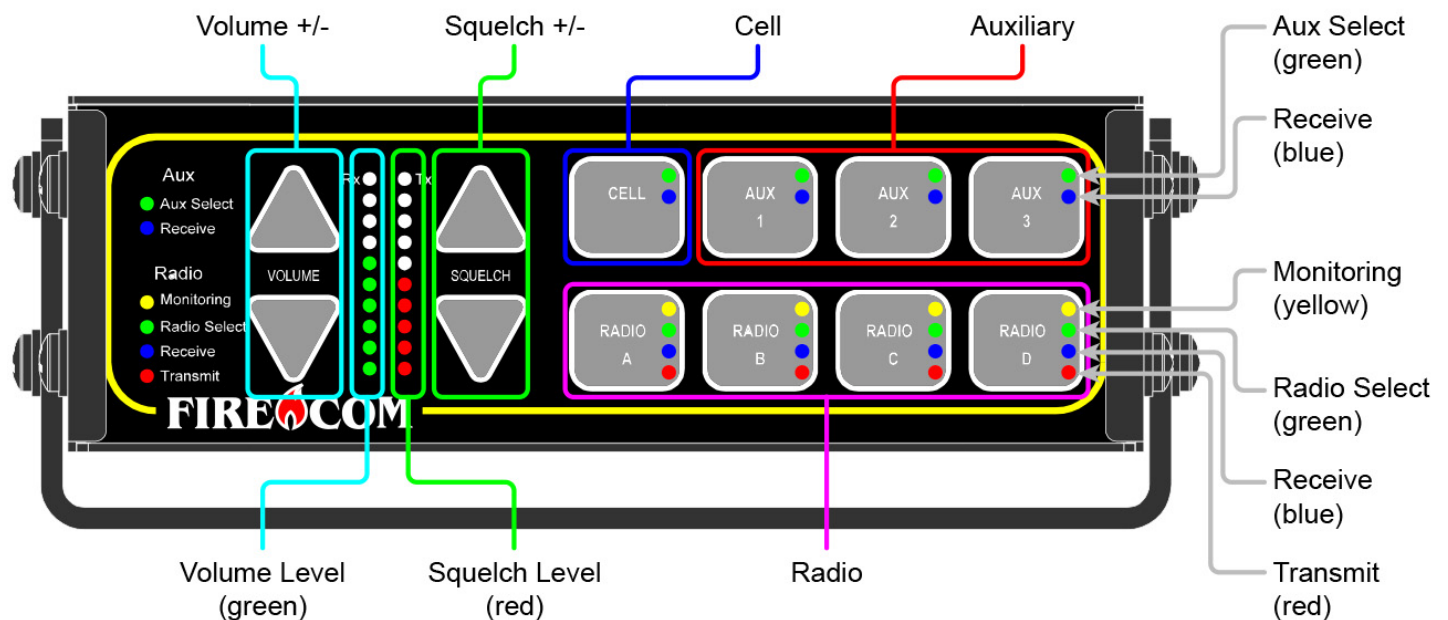 Volume +/-
Squelch +/-
Cell
Auxiliary
Aux Select
(green)
Receive
(blue)
Monitoring
(yellow)
Radio Select
(green)
Receive
(blue)
Transmit
(red)
Aux
Aux Select
Receive
Radio
Monitoring
Radio Select
Receive
Transmit
VOLUME
Rx
Tx
SQUELCH
CELL
AUX
1
AUX
2
AUX
3
RADIO
A
RADIO
B
RADIO
C
RADIO
D
FIRECOM
Volume Level
(green)
Squelch Level
(red)
Radio